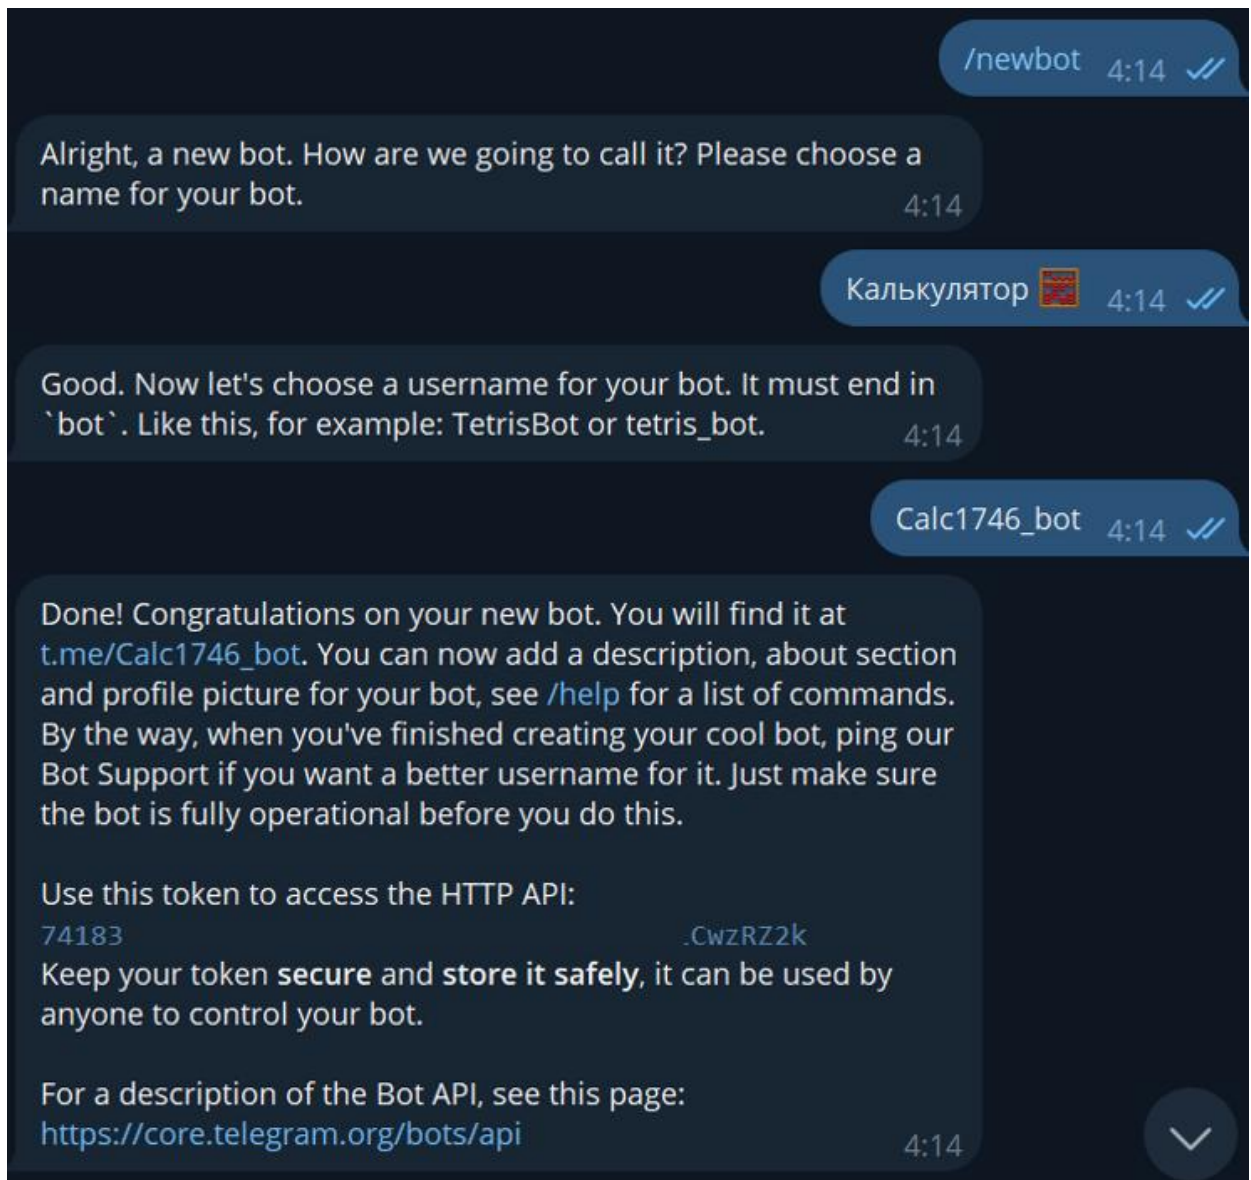 /newbot 4:14
Alright, a new bot. How are we going to call it? Please choose a
name for your bot.
4:14
Калькулятор 4:14
Good. Now let's choose a username for your bot. It must end in
`bot`. Like this, for example: TetrisBot or tetris_bot.
4:14
Calc1746_bot 4:14
Done! Congratulations on your new bot. You will find it at
t.me/Calc1746_bot. You can now add a description, about section
and profile picture for your bot, see /help for a list of commands.
By the way, when you've finished creating your cool bot, ping our
Bot Support if you want a better username for it. Just make sure
the bot is fully operational before you do this.
Use this token to access the HTTP API:
74183 .CwzRZ2k
Keep your token secure and store it safely, it can be used by
anyone to control your bot.
For a description of the Bot API, see this page:
https://core.telegram.org/bots/api
4:14